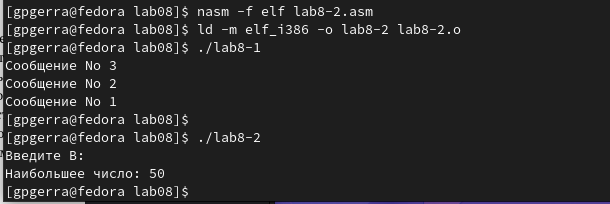 [gpgerra@fedora lab08]$ nasm -f elf lab8-2.asm
[gpgerra@fedora lab08]$ ld -m elf_i386 -o lab8-2 lab8-2.o
[gpgerra@fedora lab08]$ ./lab8-1
Сообщение No 3
Сообщение No 2
Сообщение No 1
[gpgerra@fedora lab08]$
[gpgerra@fedora lab08]$ ./lab8-2
Введите B:
Наибольшее число: 50
[gpgerra@fedora lab08]$